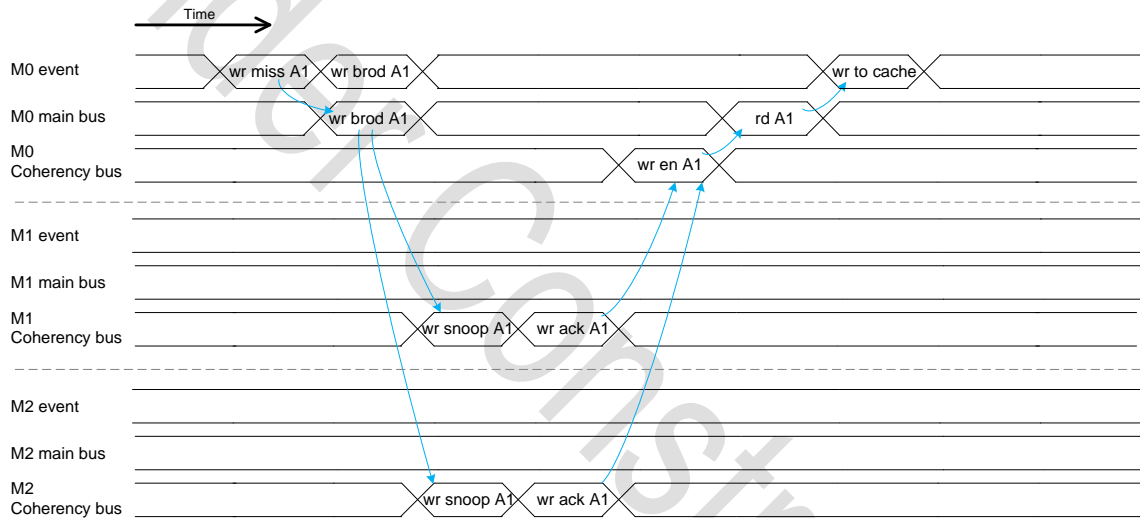 Time
M0 event
wr miss A1
wr brod A1
wr to cache
M0 main bus
wr brod A1
rd A1
M0
Coherency bus
wr en A1
M1 event
M1 main bus
M1
Coherency bus
wr snoop A1
wr ack A1
M2 event
M2 main bus
M2
Coherency bus
wr snoop A1
wr ack A1